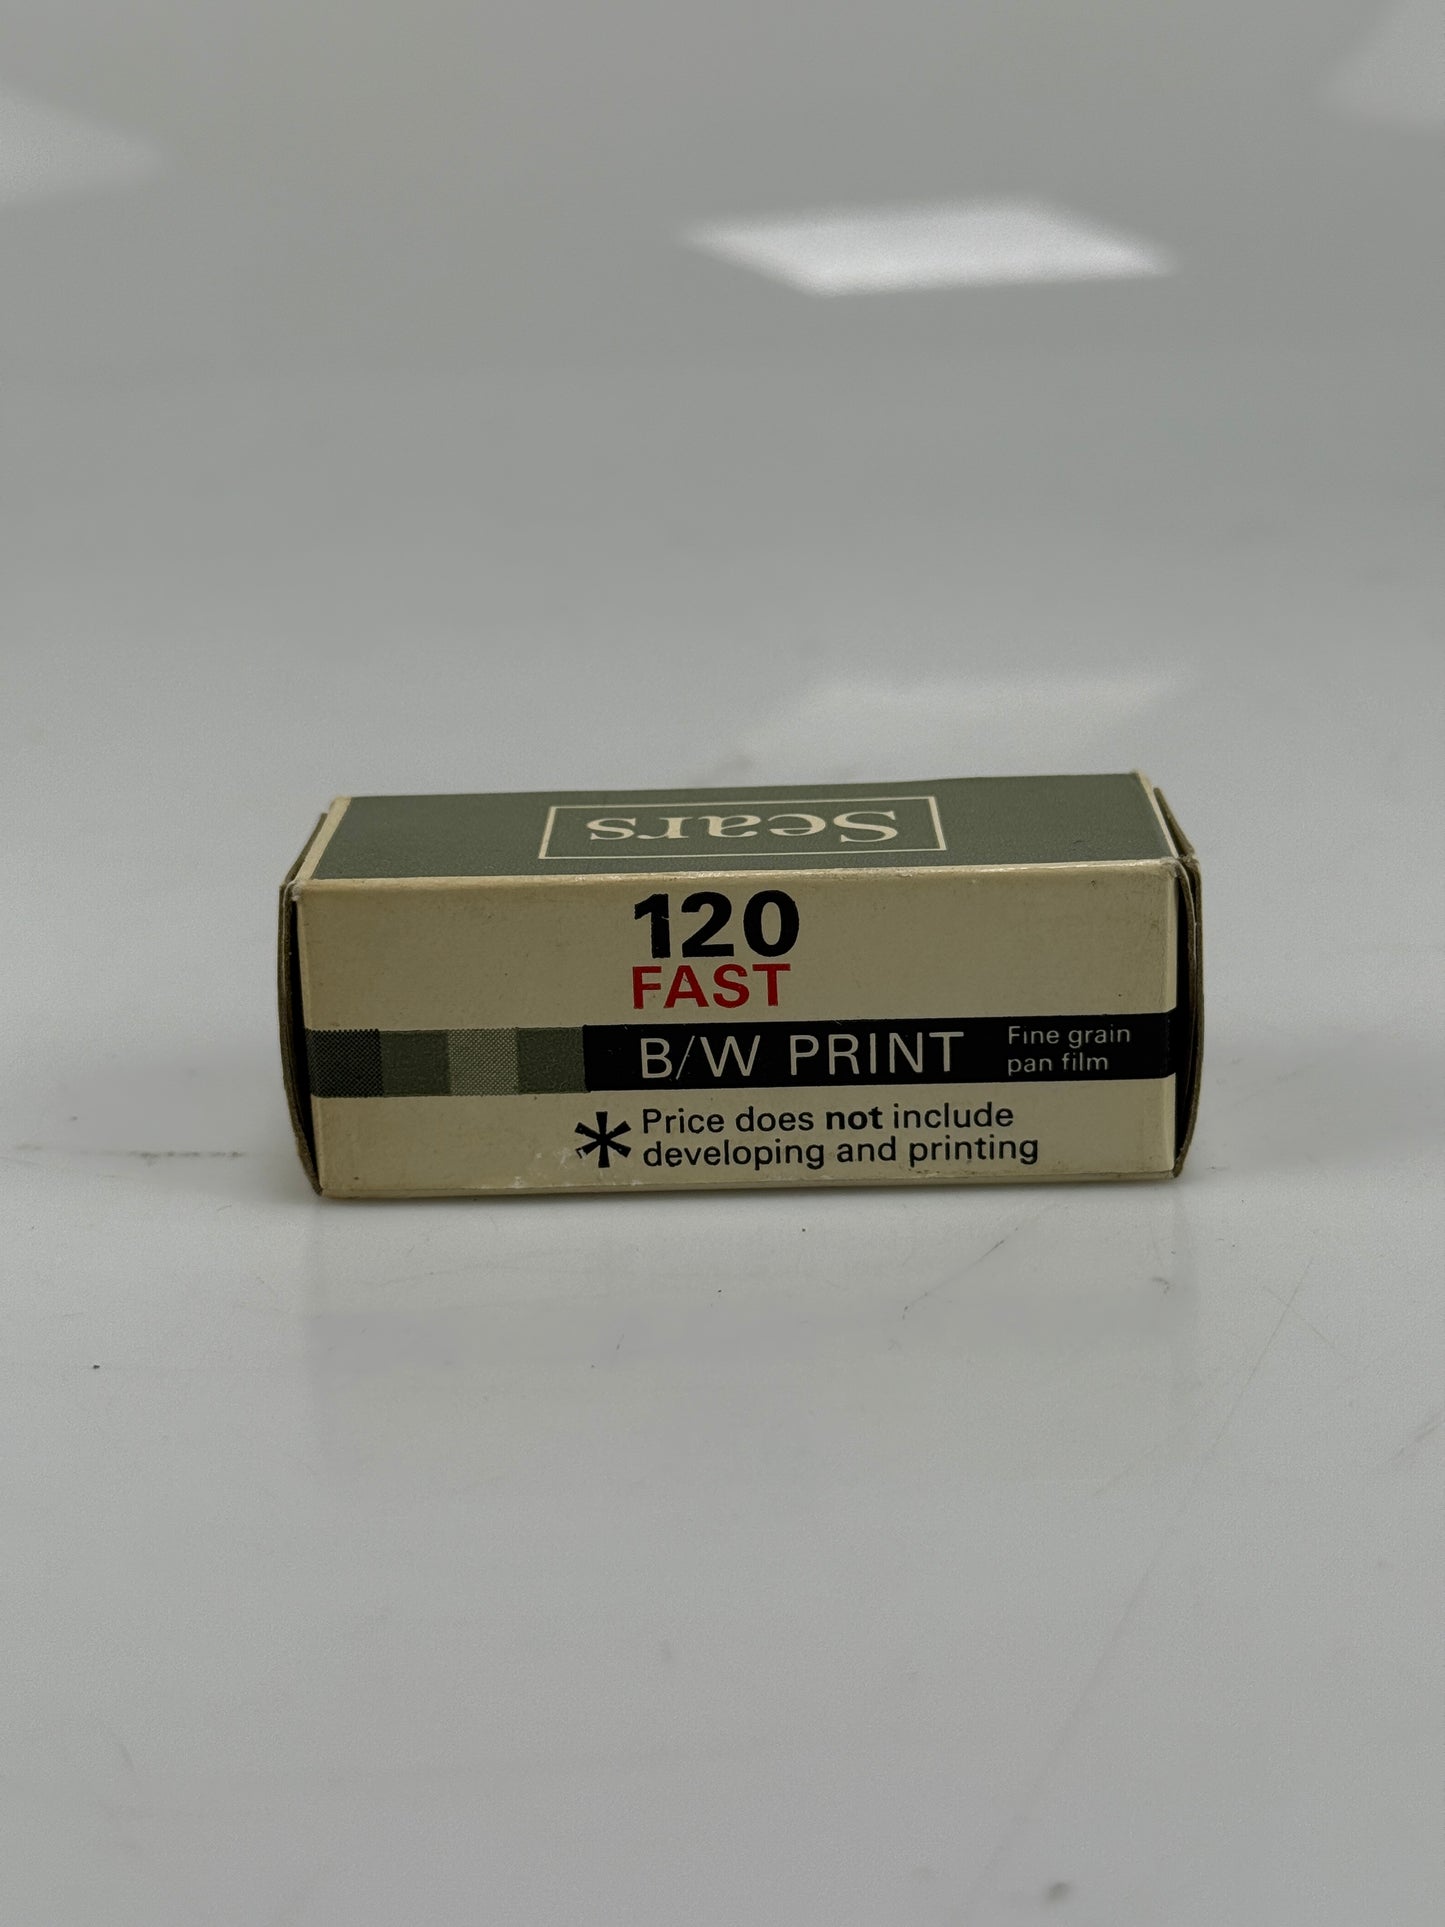 Sears
120
FAST
B/W PRINT
Fine grain
pan film
* Price does not include
developing and printing